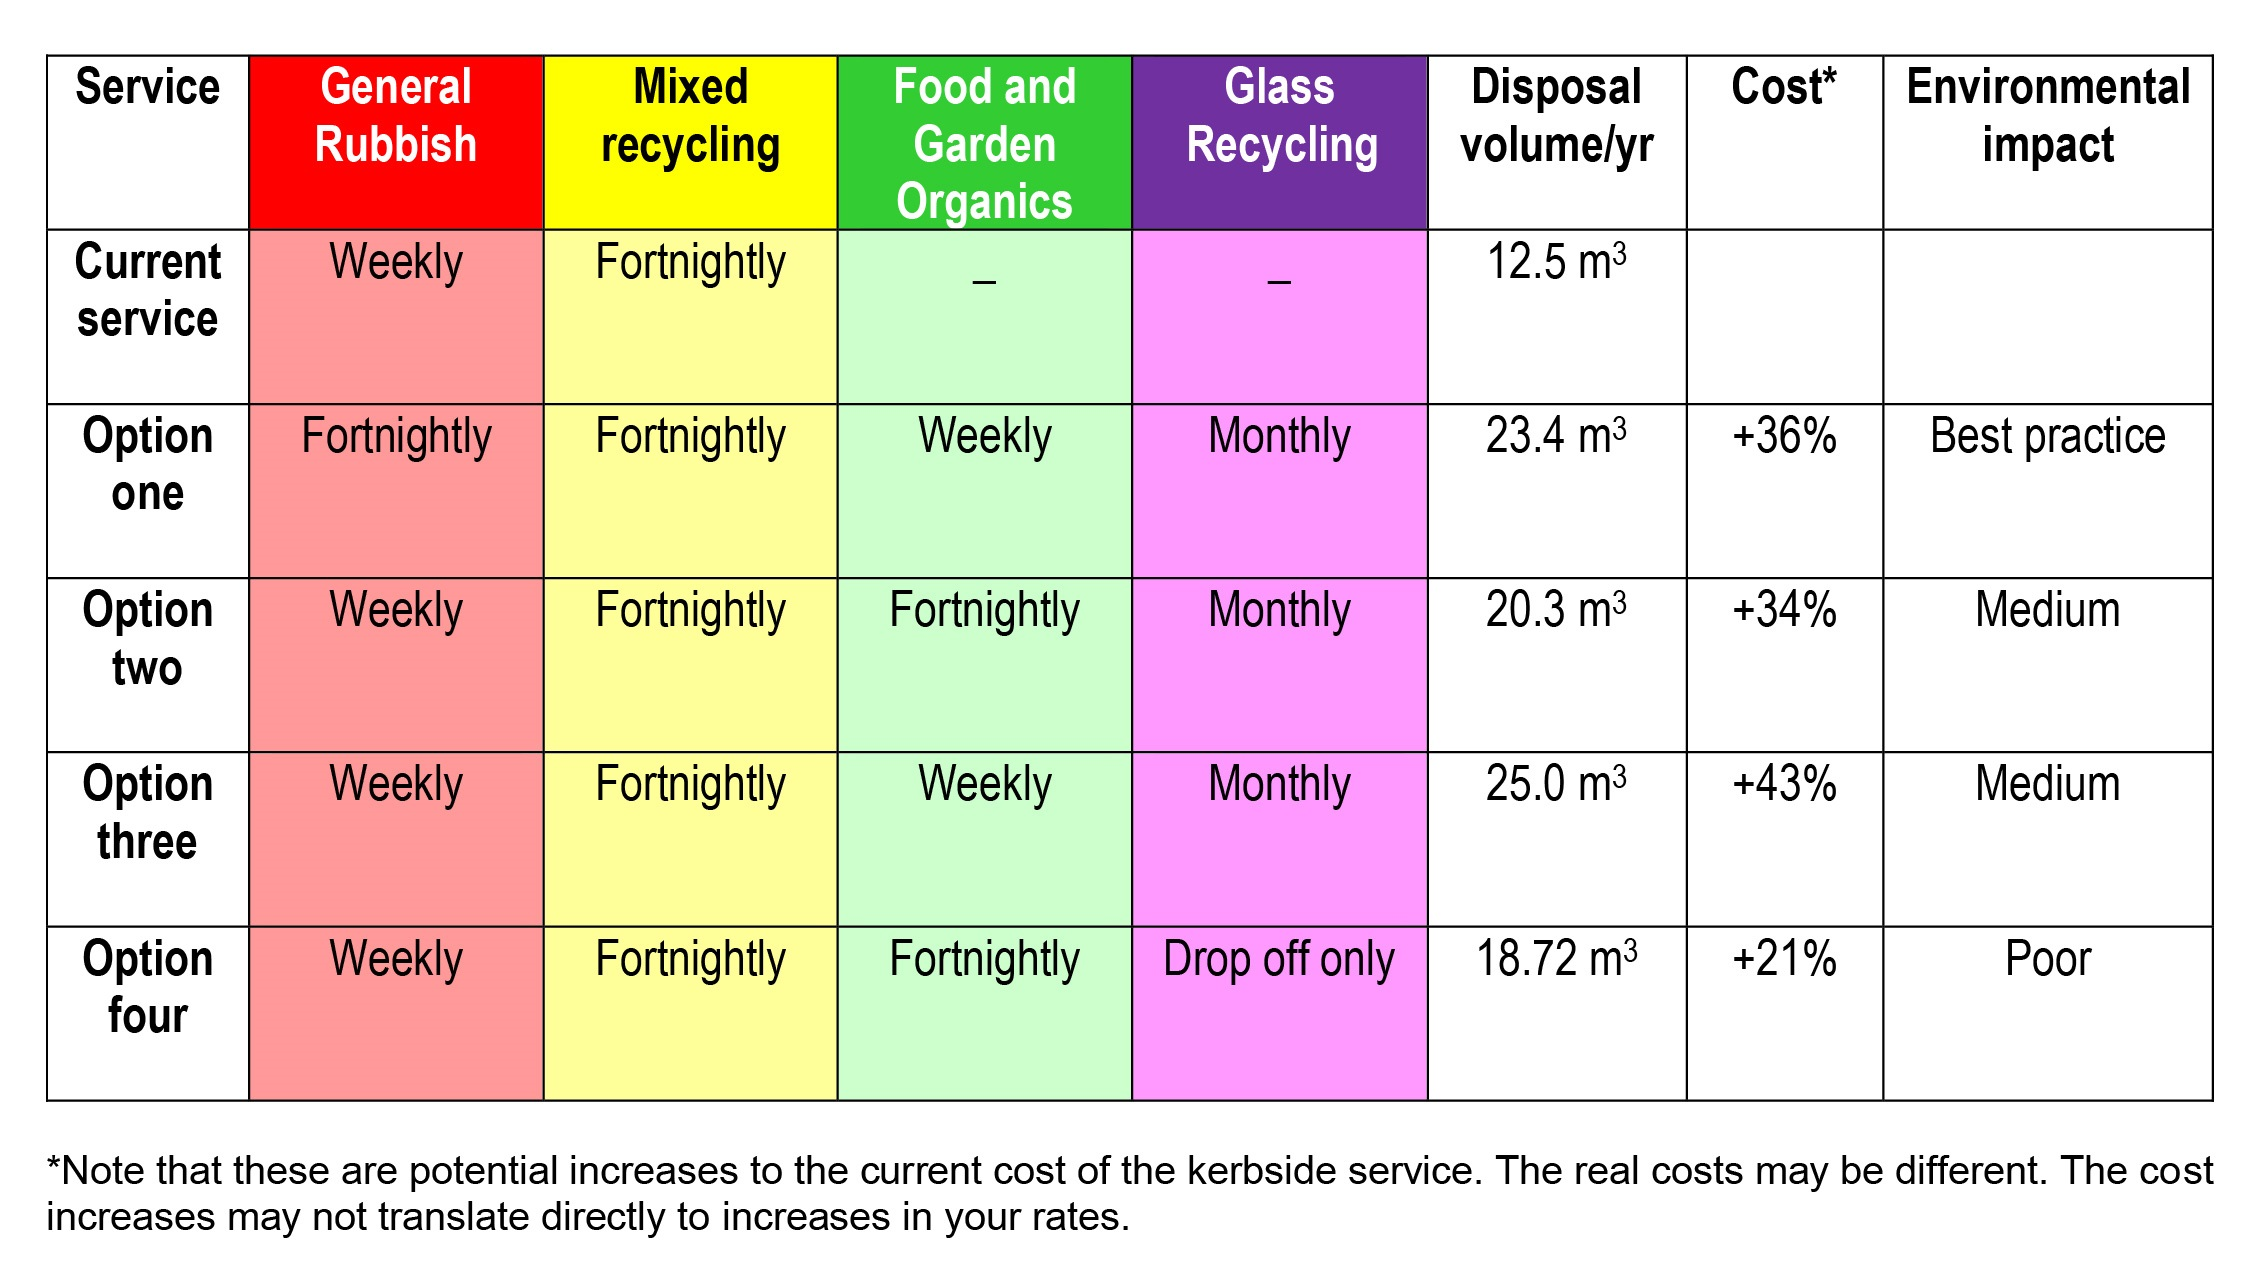 Service General Rubbish Mixed recycling Food and Garden Organics Glass Recycling Disposal volume/yr Cost* Environmental impact
Current service Weekly Fortnightly – – 12.5 m³
Option one Fortnightly Fortnightly Weekly Monthly 23.4 m³ +36% Best practice
Option two Weekly Fortnightly Fortnightly Monthly 20.3 m³ +34% Medium
Option three Weekly Fortnightly Weekly Monthly 25.0 m³ +43% Medium
Option four Weekly Fortnightly Fortnightly Drop off only 18.72 m³ +21% Poor
*Note that these are potential increases to the current cost of the kerbside service. The real costs may be different. The cost
increases may not translate directly to increases in your rates.